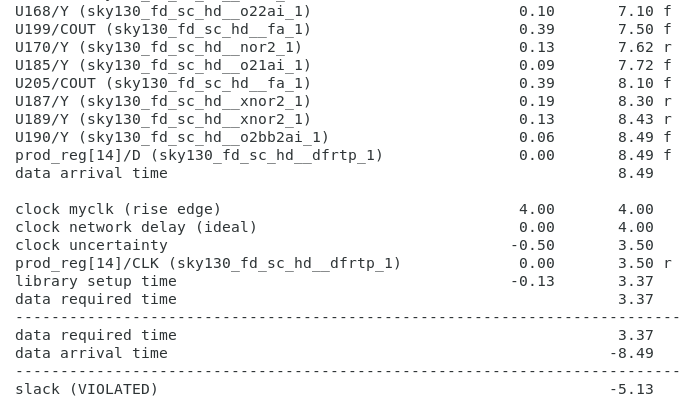 U168/Y (sky130_fd_sc_hd__o22ai_1) 0.10 7.10 f
U199/COUT (sky130_fd_sc_hd__fa_1) 0.39 7.50 f
U170/Y (sky130_fd_sc_hd__nor2_1) 0.13 7.62 r
U185/Y (sky130_fd_sc_hd__o21ai_1) 0.09 7.72 f
U205/COUT (sky130_fd_sc_hd__fa_1) 0.39 8.10 f
U187/Y (sky130_fd_sc_hd__xnor2_1) 0.19 8.30 r
U189/Y (sky130_fd_sc_hd__xnor2_1) 0.13 8.43 r
U190/Y (sky130_fd_sc_hd__o2bb2ai_1) 0.06 8.49 f
prod_reg[14]/D (sky130_fd_sc_hd__dfrtp_1) 0.00 8.49 f
data arrival time 8.49
clock myclk (rise edge) 4.00 4.00
clock network delay (ideal) 0.00 4.00
clock uncertainty -0.50 3.50
prod_reg[14]/CLK (sky130_fd_sc_hd__dfrtp_1) 0.00 3.50 r
library setup time -0.13 3.37
data required time 3.37
--------------------------------------------------------------------------
data required time 3.37
data arrival time -8.49
--------------------------------------------------------------------------
slack (VIOLATED) -5.13